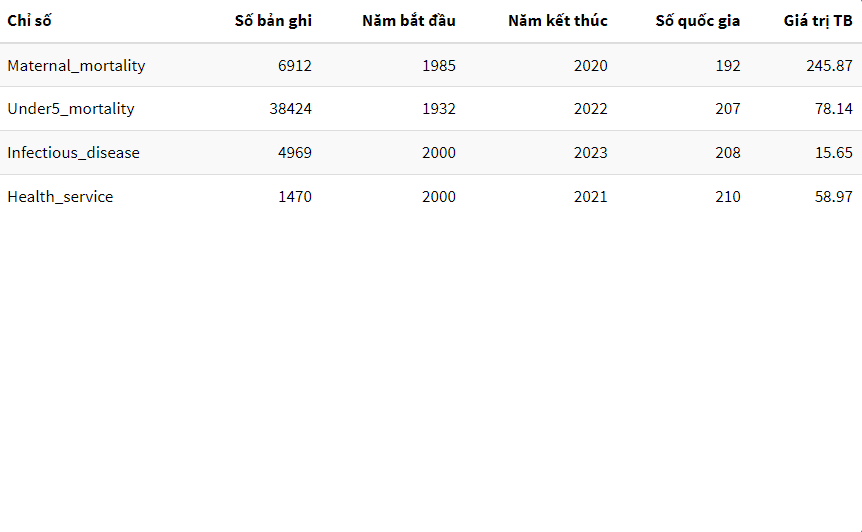 Chỉ số Số bản ghi Năm bắt đầu Năm kết thúc Số quốc gia Giá trị TB
Maternal_mortality 6912 1985 2020 192 245.87
Under5_mortality 38424 1932 2022 207 78.14
Infectious_disease 4969 2000 2023 208 15.65
Health_service 1470 2000 2021 210 58.97